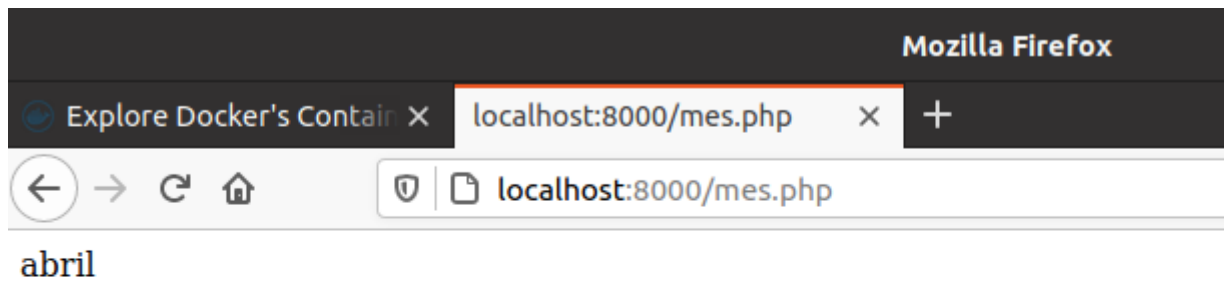 Mozilla Firefox
Explore Docker's Contain
localhost:8000/mes.php
localhost:8000/mes.php
abril